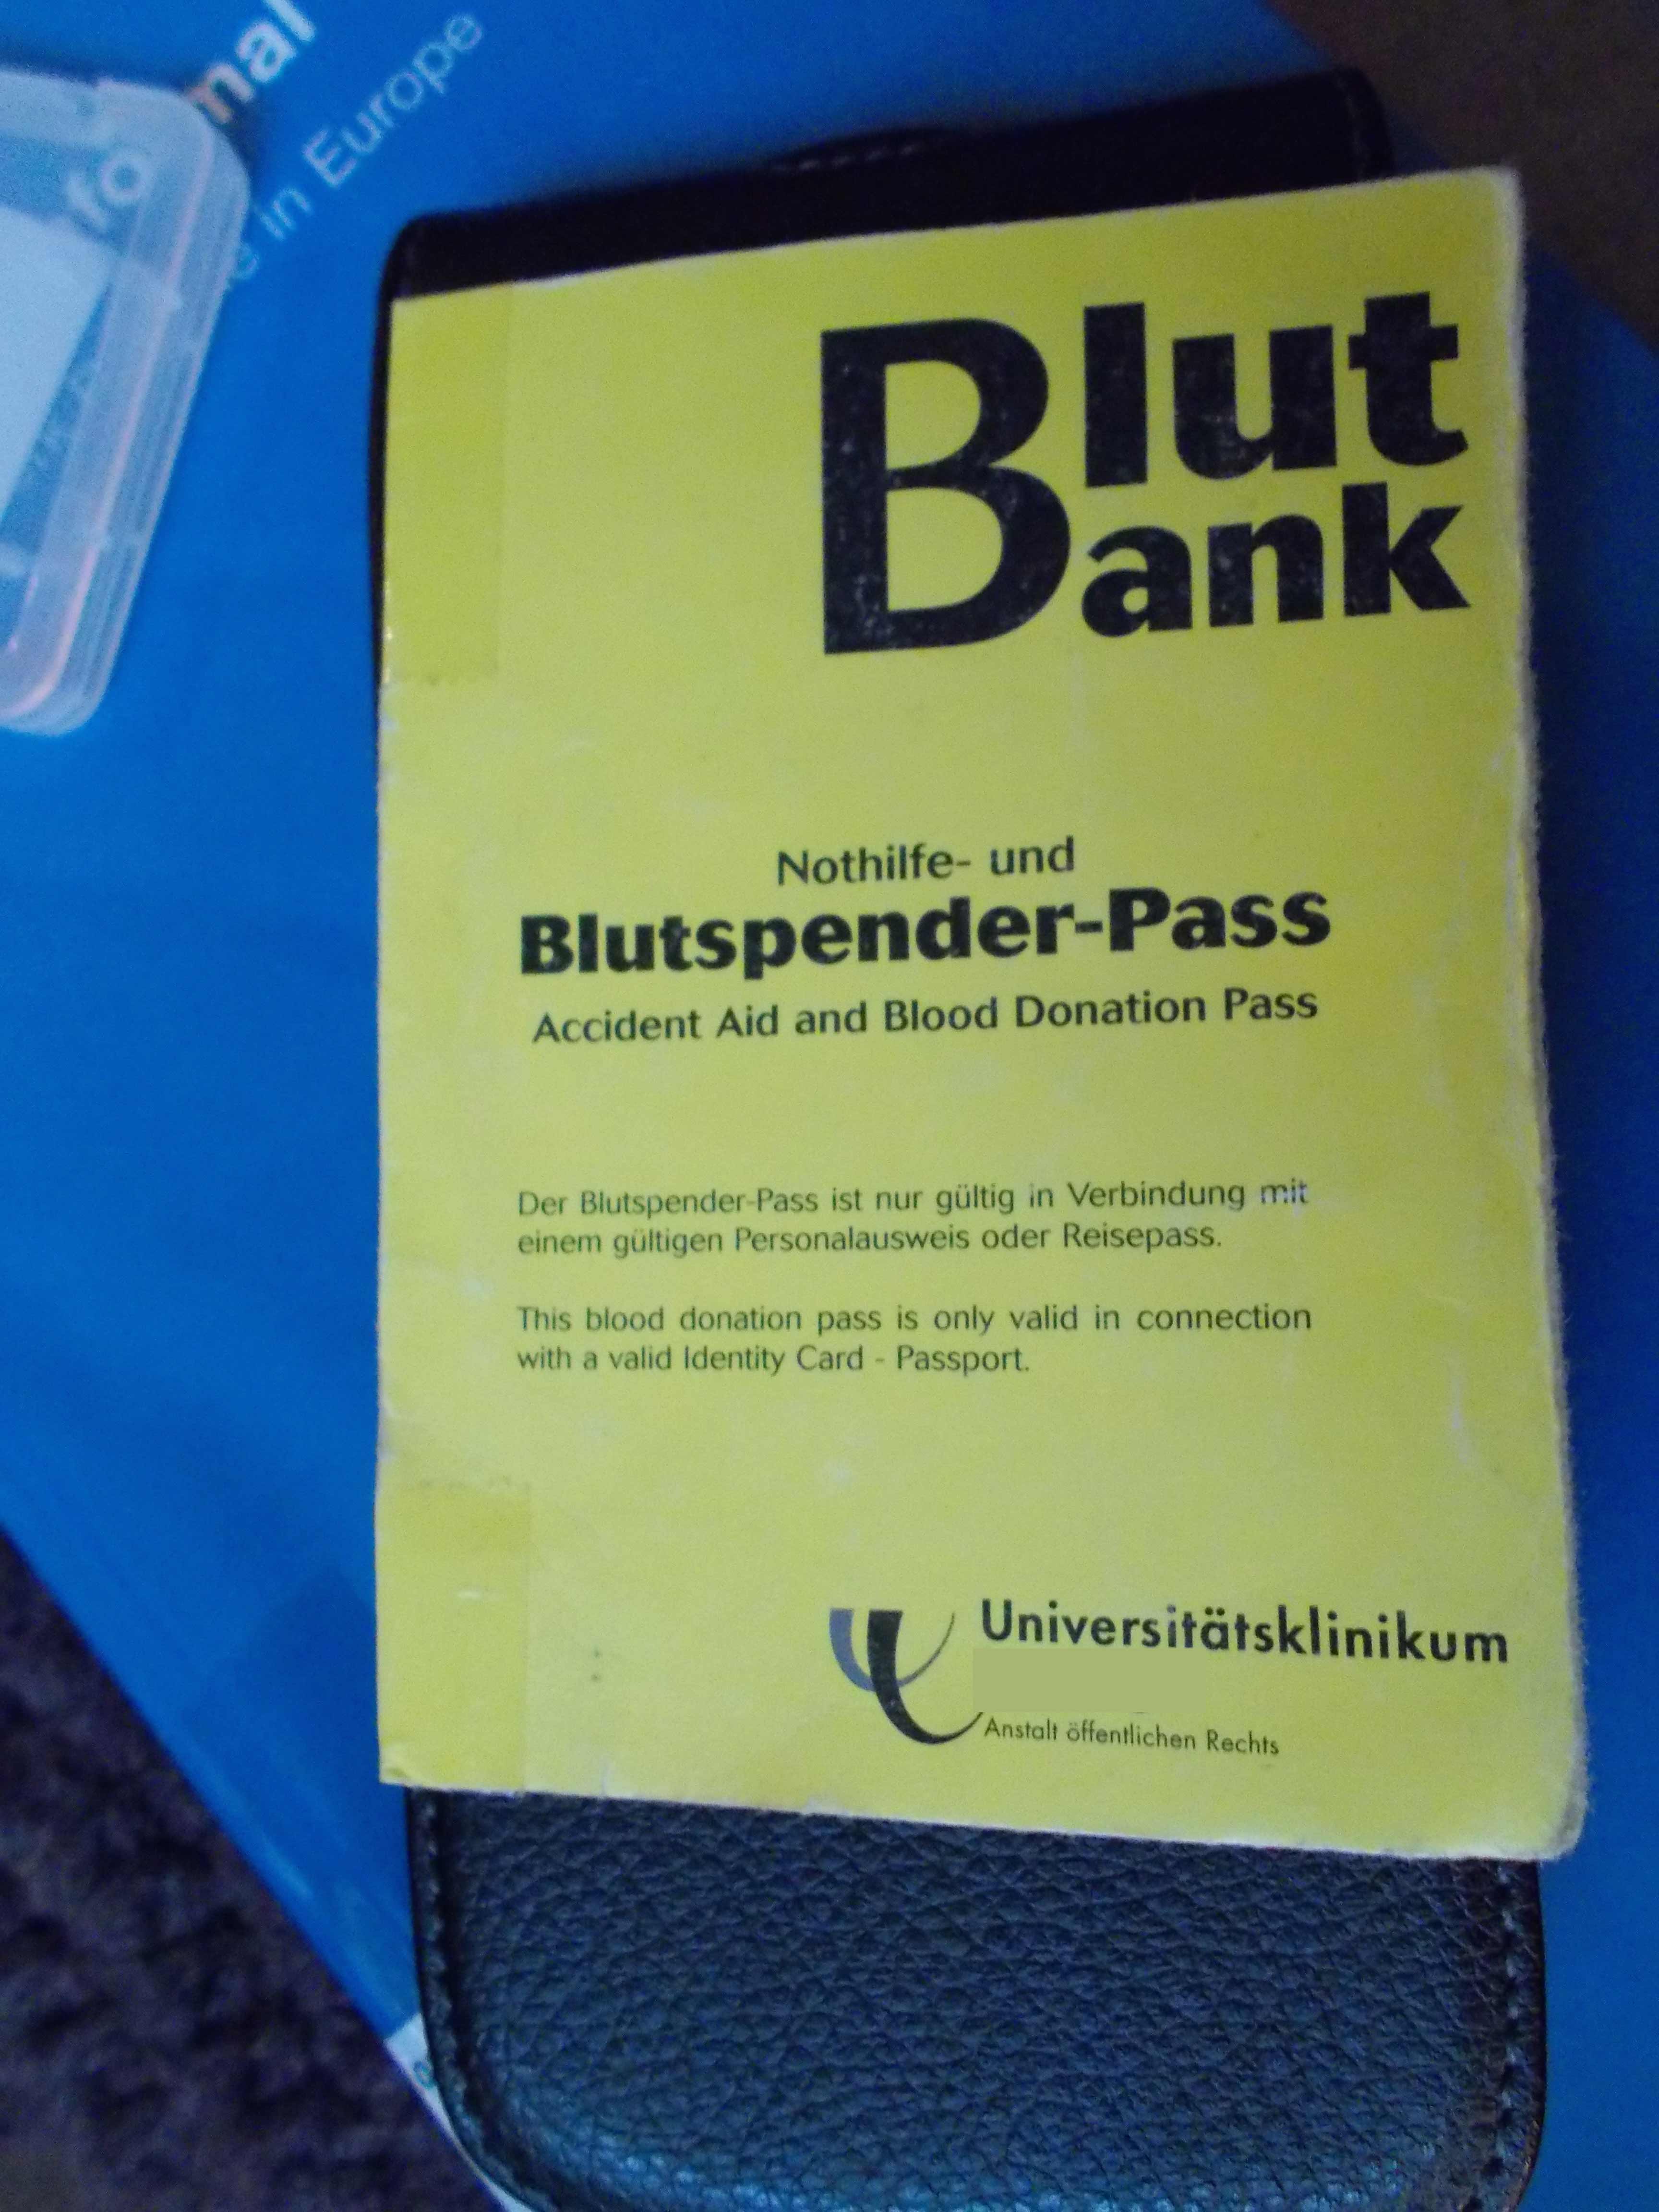 mal
e in Europe
fo
Blut
Bank
Nothilfe- und
Blutspender-Pass
Accident Aid and Blood Donation Pass
Der Blutspender-Pass ist nur gültig in Verbindung mit
einem gültigen Personalausweis oder Reisepass.
This blood donation pass is only valid in connection
with a valid Identity Card - Passport.
Universitätsklinikum
Anstalt öffentlichen Rechts